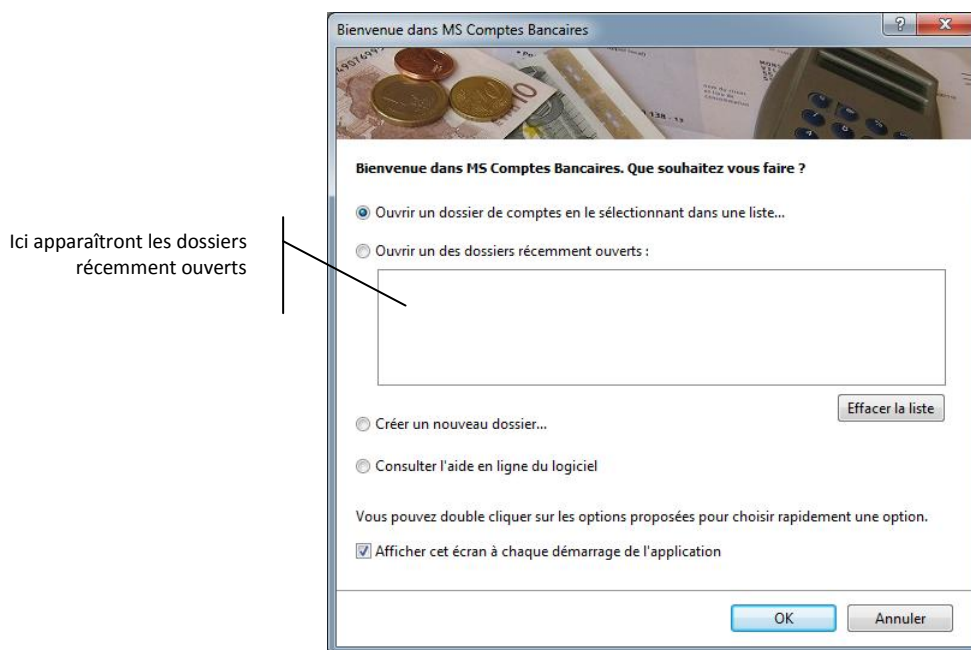 Bienvenue dans MS Comptes Bancaires
Bienvenue dans MS Comptes Bancaires. Que souhaitez vous faire ?
Ouvrir un dossier de comptes en le sélectionnant dans une liste...
Ouvrir un des dossiers récemment ouverts :
Ici apparaîtront les dossiers
récemment ouverts
Effacer la liste
Créer un nouveau dossier...
Consulter l'aide en ligne du logiciel
Vous pouvez double cliquer sur les options proposées pour choisir rapidement une option.
Afficher cet écran à chaque démarrage de l'application
OK
Annuler